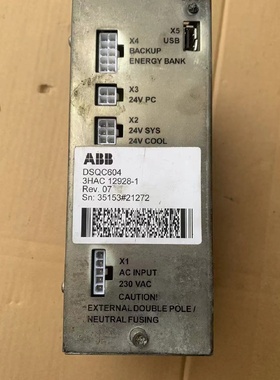 X5
USB
X4
BACKUP
ENERGY BANK
X3
24V PC
X2
24V SYS
24V COOL
ABB
DSQC604
3HAC 12928-1
Rev. 07
Sn: 35153#21272
X1
AC INPUT
230 VAC
CAUTION!
EXTERNAL DOUBLE POLE /
NEUTRAL FUSING